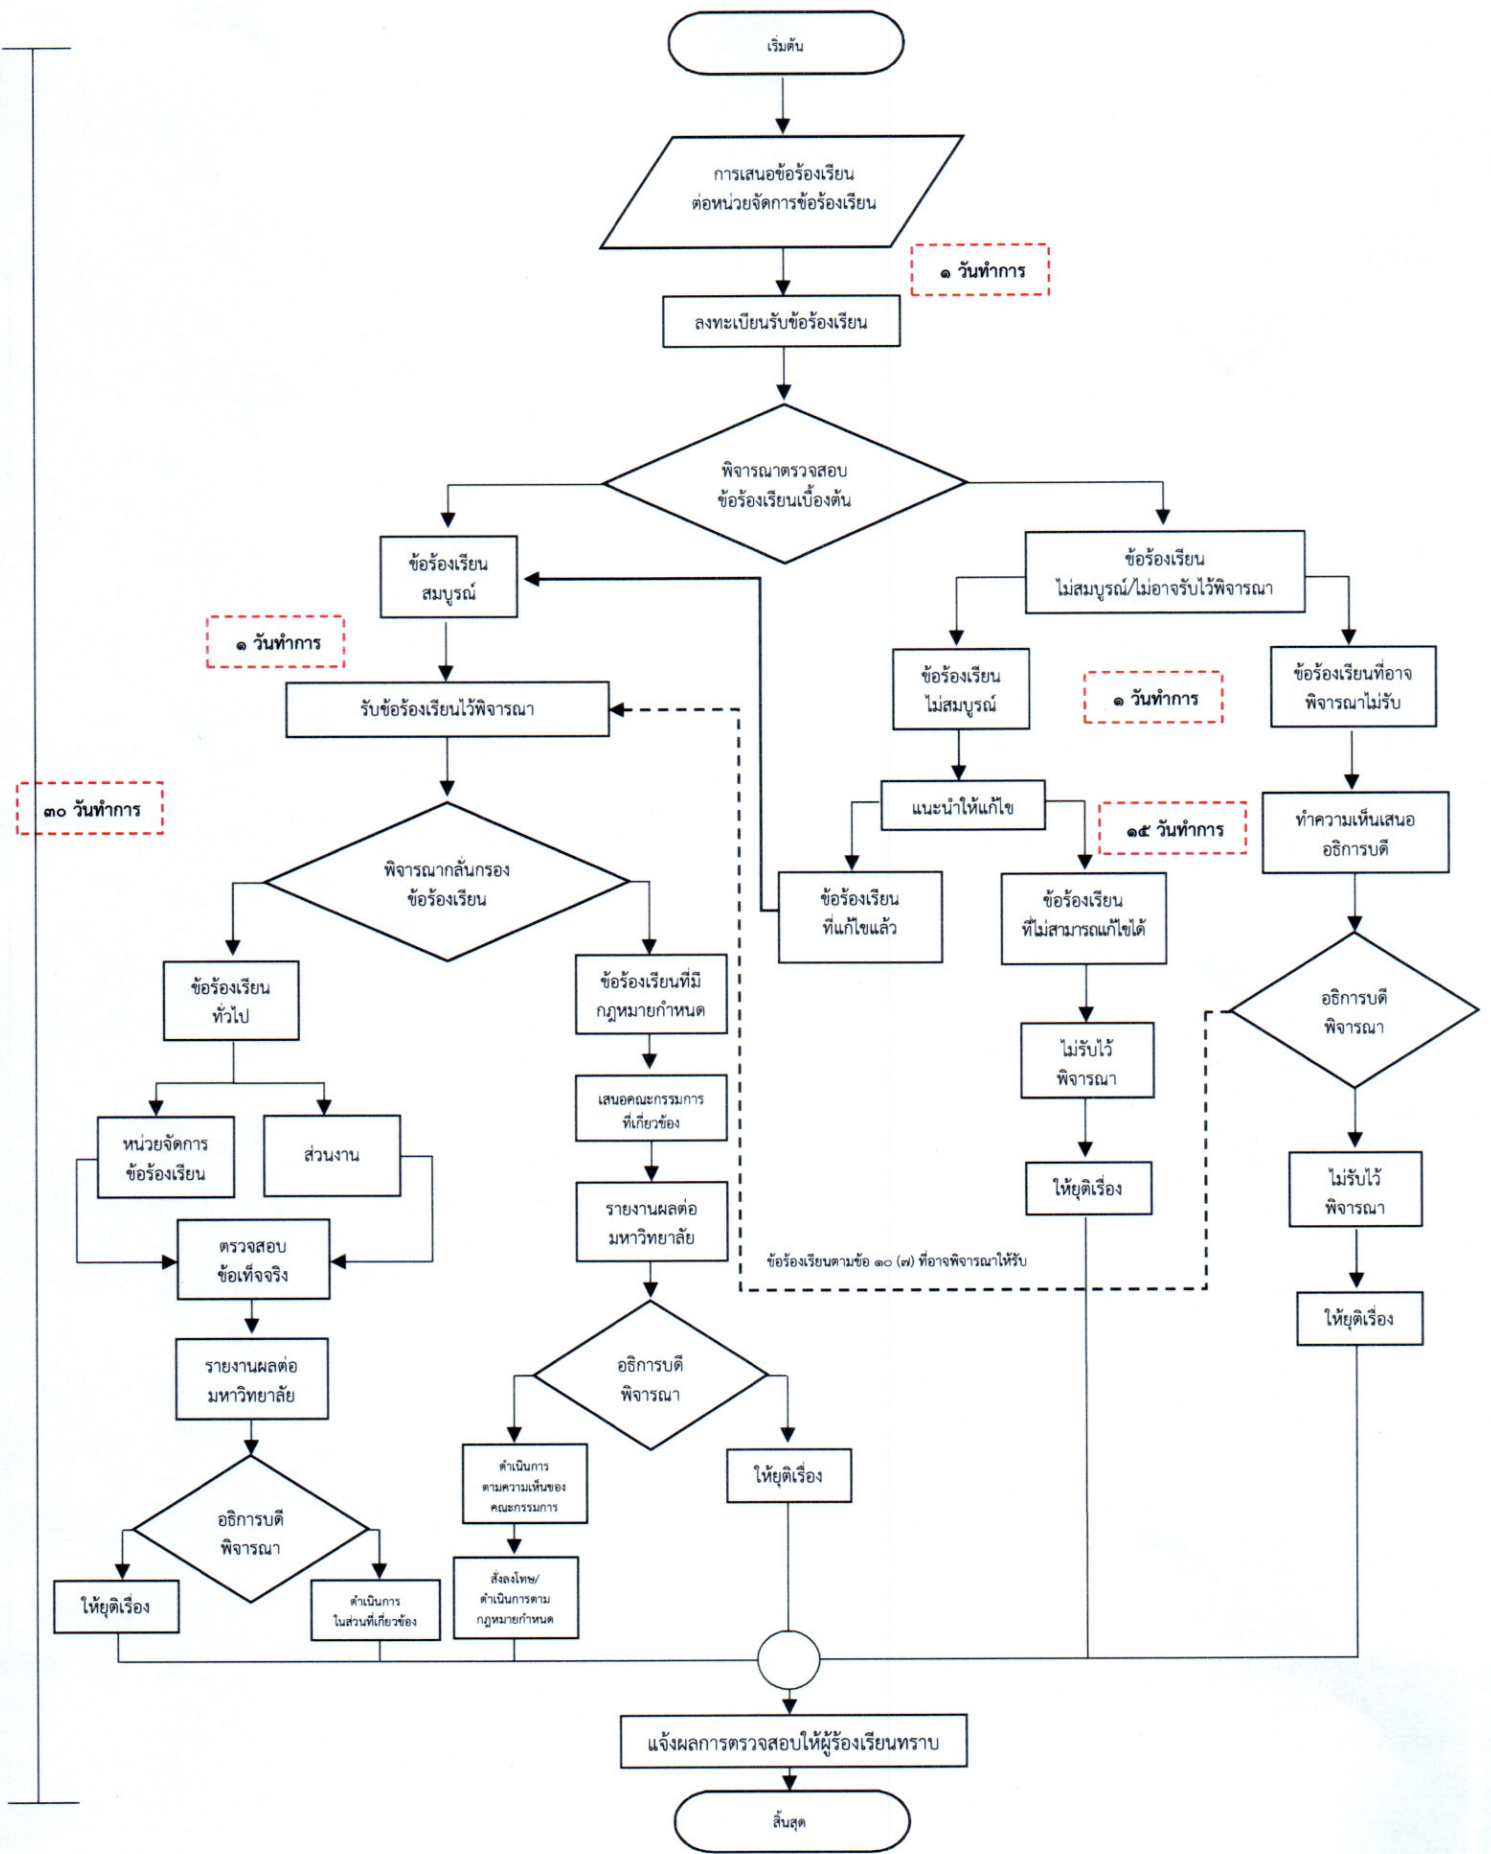 เริ่มต้น
การเสนอข้อร้องเรียน
ต่อหน่วยจัดการข้อร้องเรียน
๑ วันทำการ
ลงทะเบียนรับข้อร้องเรียน
พิจารณาตรวจสอบ
ข้อร้องเรียนเบื้องต้น
ข้อร้องเรียน
สมบูรณ์
ข้อร้องเรียน
ไม่สมบูรณ์/ไม่อาจรับไว้พิจารณา
๑ วันทำการ
รับข้อร้องเรียนไว้พิจารณา
ข้อร้องเรียน
ไม่สมบูรณ์
๑ วันทำการ
ข้อร้องเรียนที่อาจ
พิจารณาไม่รับ
๓๐ วันทำการ
แนะนำให้แก้ไข
๑๕ วันทำการ
ทำความเห็นเสนอ
อธิการบดี
พิจารณากลั่นกรอง
ข้อร้องเรียน
ข้อร้องเรียน
ที่แก้ไขแล้ว
ข้อร้องเรียน
ที่ไม่สามารถแก้ไขได้
ข้อร้องเรียน
ทั่วไป
ข้อร้องเรียนที่มี
กฎหมายกำหนด
อธิการบดี
พิจารณา
ไม่รับไว้
พิจารณา
เสนอคณะกรรมการ
ที่เกี่ยวข้อง
หน่วยจัดการ
ข้อร้องเรียน
ส่วนงาน
ให้ยุติเรื่อง
ไม่รับไว้
พิจารณา
รายงานผลต่อ
มหาวิทยาลัย
ตรวจสอบ
ข้อเท็จจริง
ข้อร้องเรียนตามข้อ ๑๐ (๗) ที่อาจพิจารณาให้รับ
ให้ยุติเรื่อง
รายงานผลต่อ
มหาวิทยาลัย
อธิการบดี
พิจารณา
ดำเนินการ
ตามความเห็นของ
คณะกรรมการ
ให้ยุติเรื่อง
อธิการบดี
พิจารณา
ให้ยุติเรื่อง
ดำเนินการ
ในส่วนที่เกี่ยวข้อง
สั่งลงโทษ/
ดำเนินการตาม
กฎหมายกำหนด
แจ้งผลการตรวจสอบให้ผู้ร้องเรียนทราบ
สิ้นสุด